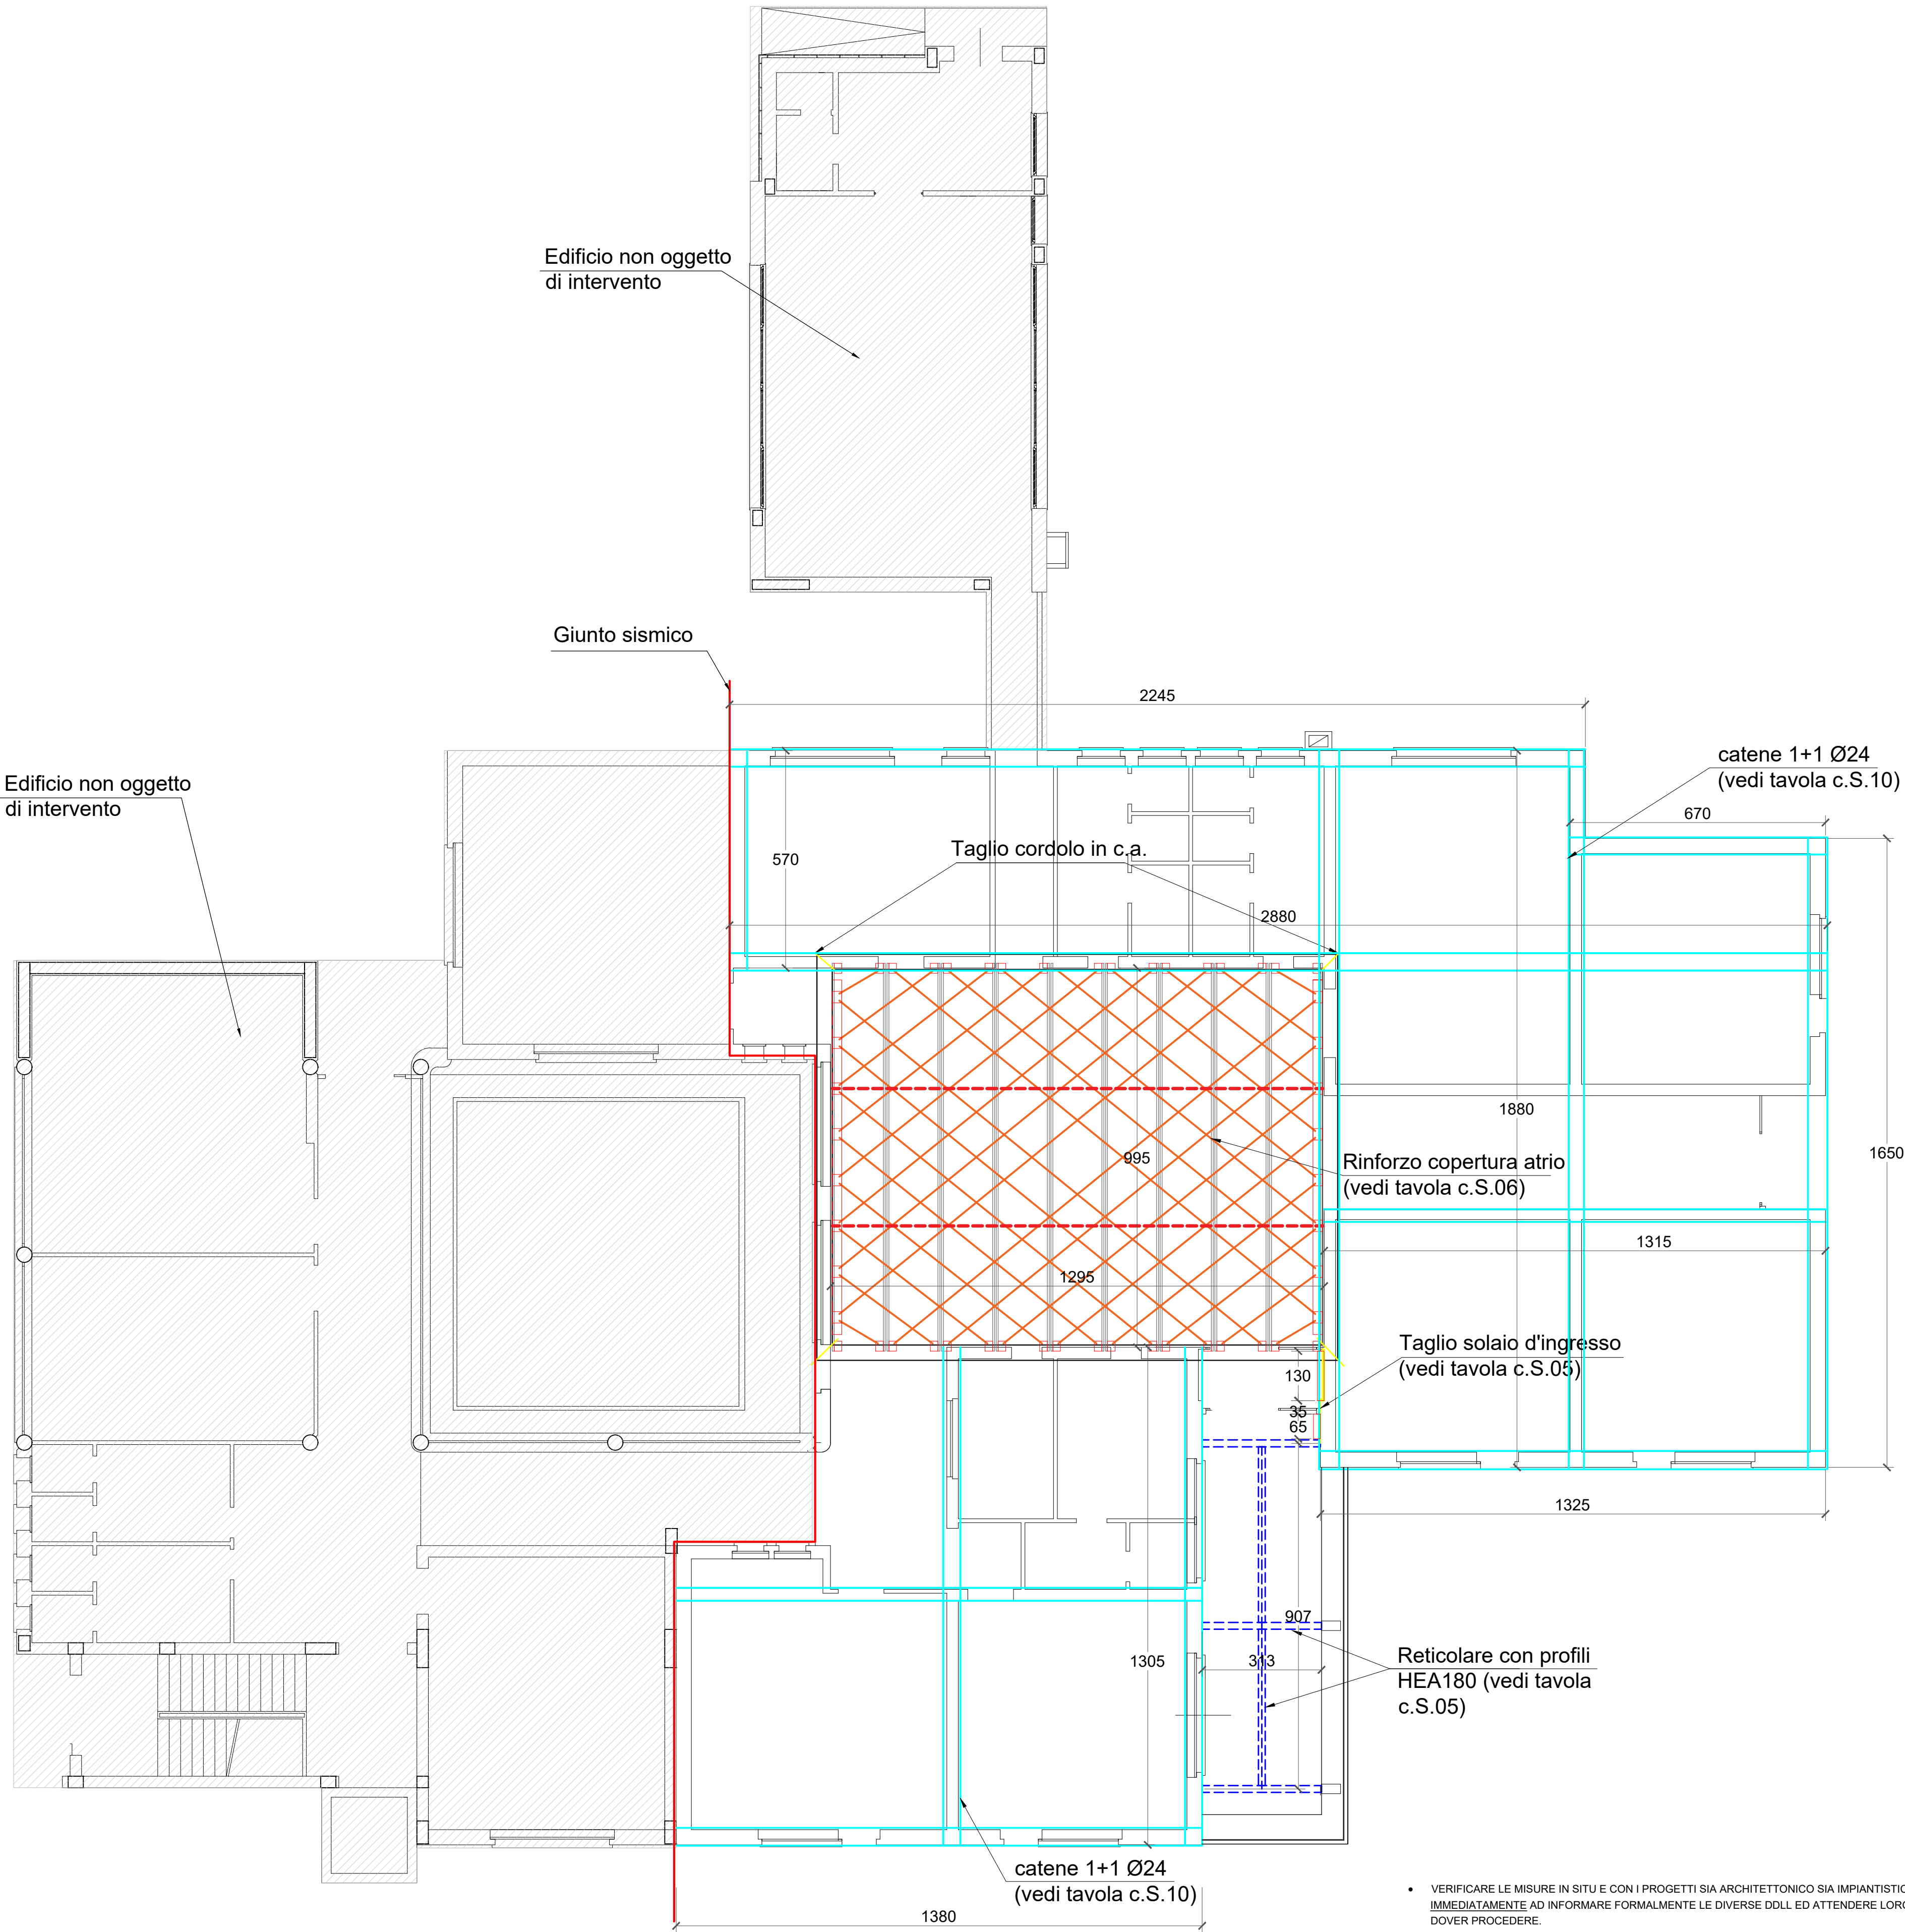 Edificio non oggetto
di intervento
Giunto sismico
2245
catene 1+1 Ø24
(vedi tavola c.S.10)
Edificio non oggetto
di intervento
670
Taglio cordolo in c.a.
570
2880
1880
995
1650
Rinforzo copertura atrio
(vedi tavola c.S.06)
1315
1295
Taglio solaio d'ingresso
(vedi tavola c.S.05)
130
35
65
1325
907
1305
313
Reticolare con profili
HEA180 (vedi tavola
c.S.05)
catene 1+1 Ø24
(vedi tavola c.S.10)
1380
• VERIFICARE LE MISURE IN SITU E CON I PROGETTI SIA ARCHITETTONICO SIA IMPIANTISTIC
IMMEDIATAMENTE AD INFORMARE FORMALMENTE LE DIVERSE DDLL ED ATTENDERE LORO
DOVER PROCEDERE.